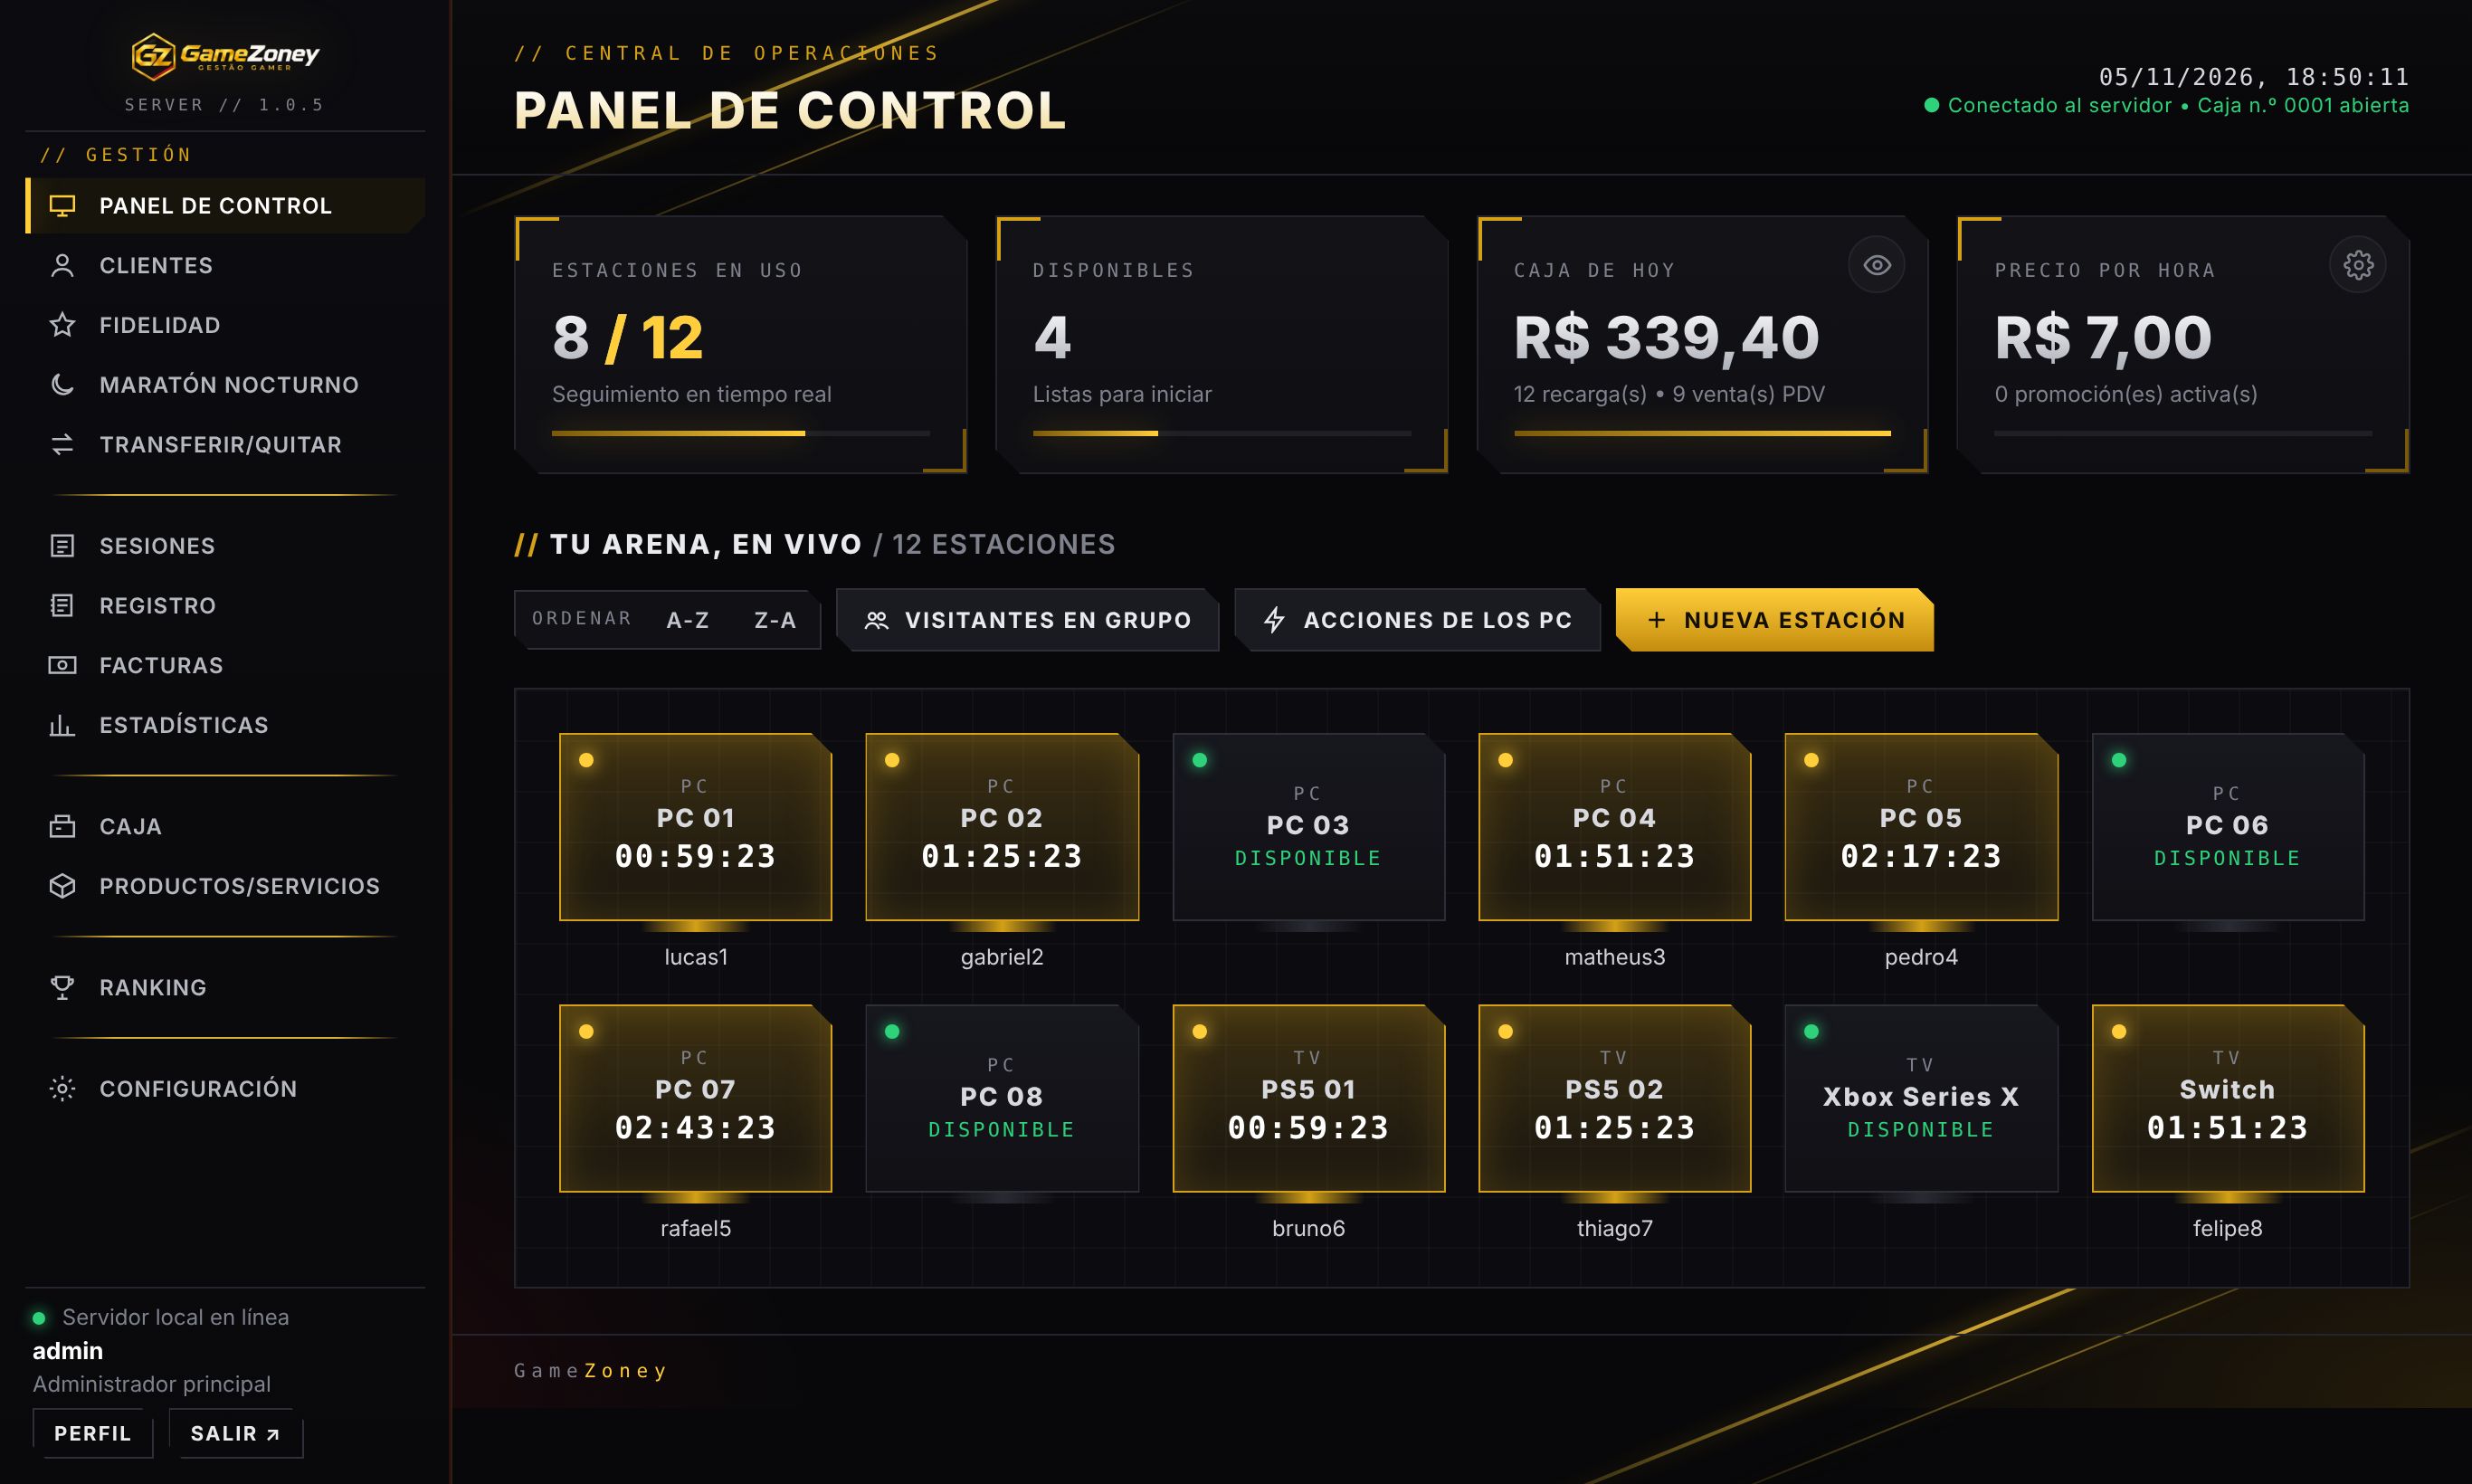 GZ GameZoney
GESTÃO GAMER
SERVER // 1.0.5
// GESTIÓN
PANEL DE CONTROL
CLIENTES
FIDELIDAD
MARATÓN NOCTURNO
TRANSFERIR/QUITAR
SESIONES
REGISTRO
FACTURAS
ESTADÍSTICAS
CAJA
PRODUCTOS/SERVICIOS
RANKING
CONFIGURACIÓN
Servidor local en línea
admin
Administrador principal
PERFIL SALIR ↗
// CENTRAL DE OPERACIONES
PANEL DE CONTROL
05/11/2026, 18:50:11
Conectado al servidor • Caja n.º 0001 abierta
ESTACIONES EN USO
8 / 12
Seguimiento en tiempo real
DISPONIBLES
4
Listas para iniciar
CAJA DE HOY
R$ 339,40
12 recarga(s) • 9 venta(s) PDV
PRECIO POR HORA
R$ 7,00
0 promoción(es) activa(s)
// TU ARENA, EN VIVO / 12 ESTACIONES
ORDENAR A-Z Z-A VISITANTES EN GRUPO ACCIONES DE LOS PC + NUEVA ESTACIÓN
PC
PC 01
00:59:23
lucas1
PC
PC 02
01:25:23
gabriel2
PC
PC 03
DISPONIBLE
PC
PC 04
01:51:23
matheus3
PC
PC 05
02:17:23
pedro4
PC
PC 06
DISPONIBLE
PC
PC 07
02:43:23
rafael5
PC
PC 08
DISPONIBLE
TV
PS5 01
00:59:23
bruno6
TV
PS5 02
01:25:23
thiago7
TV
Xbox Series X
DISPONIBLE
TV
Switch
01:51:23
felipe8
GameZoney